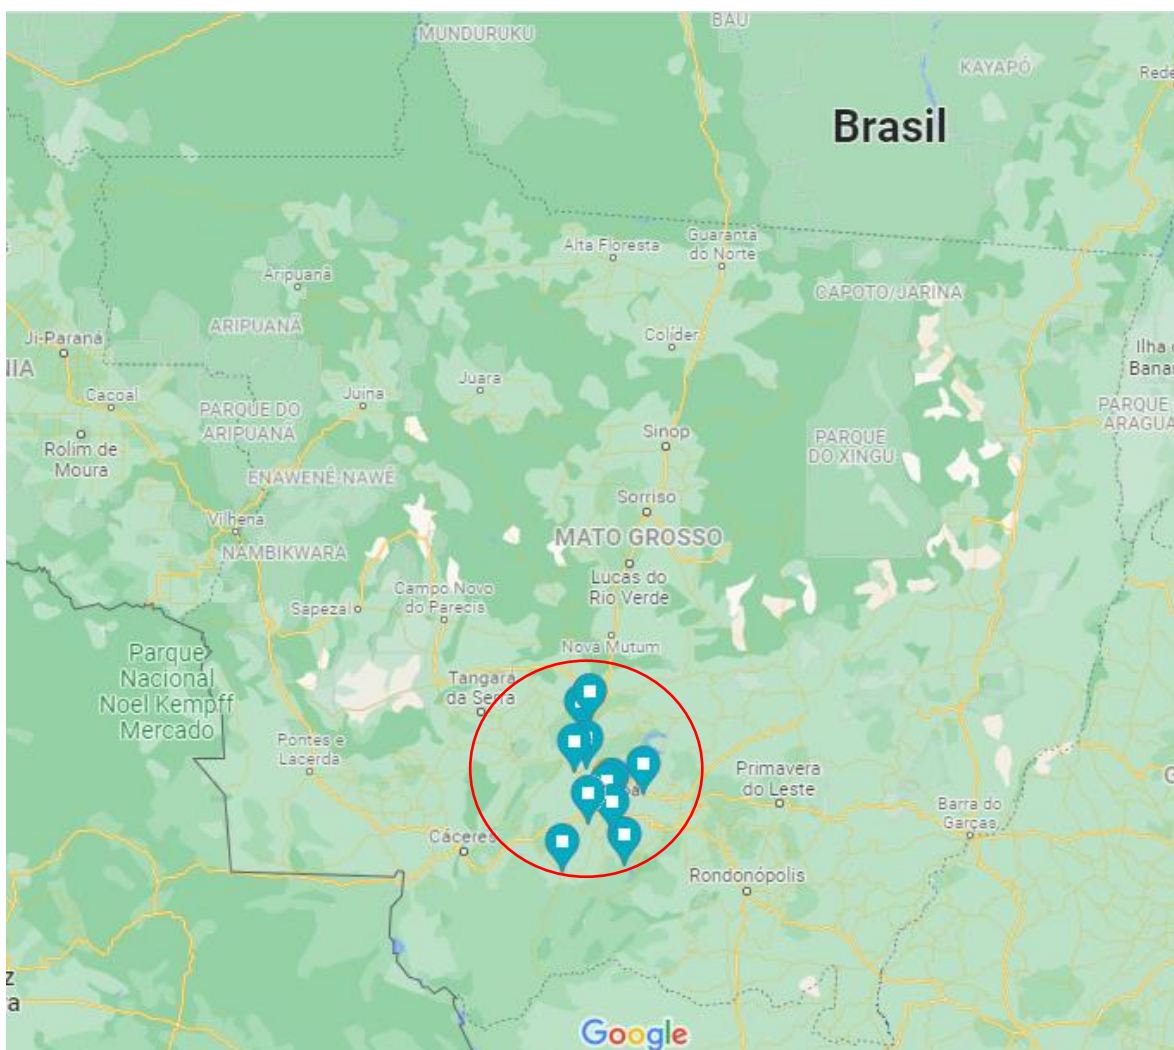 BAÚ
MUNDURUKU
KAYAPÓ
Rede
Brasil
Alta Floresta
Guarantã
do Norte
Aripuanã
CAPOTO/JARINA
ARIPUANÃ
Ji-Paraná
Colíder
Ilha
Banan
NIA
Cacoal
Juína
Juara
PARQUE DO
ARIPUANÃ
PARQUE
ARAGUA
Rolim de
Moura
Sinop
PARQUE
DO XINGU
ENAWENÊ-NAWÊ
Sorriso
Vilhena
MATO GROSSO
NAMBIKWARA
Lucas do
Rio Verde
Campo Novo
do Parecis
Sapezal
Nova Mutum
Parque
Nacional
Noel Kempff
Mercado
Tangará
da Serra
Pontes e
Lacerda
Primavera
do Leste
Barra do
Garças
Cáceres
Rondonópolis
z
ra
Google